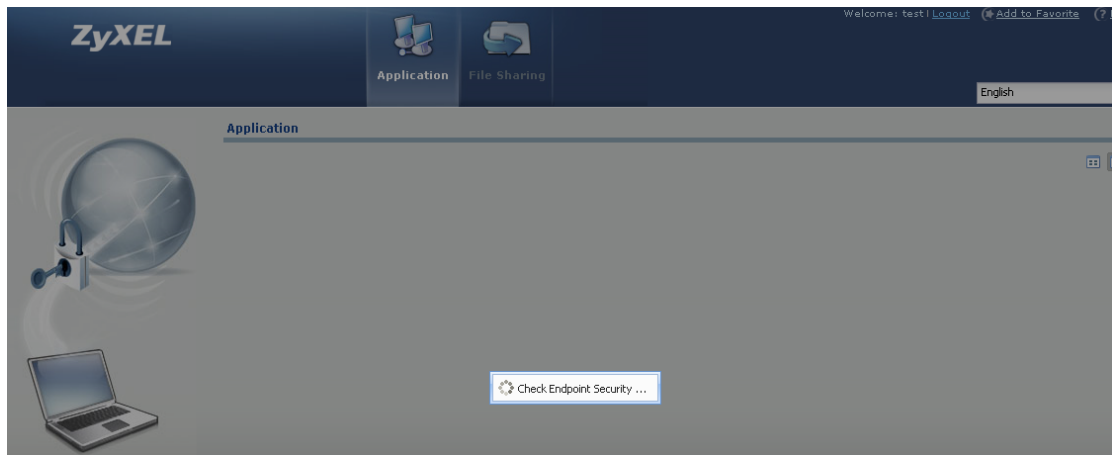 Welcome: test | Logout Add to Favorite
ZyXEL
Application File Sharing
English
Application
Check Endpoint Security ...